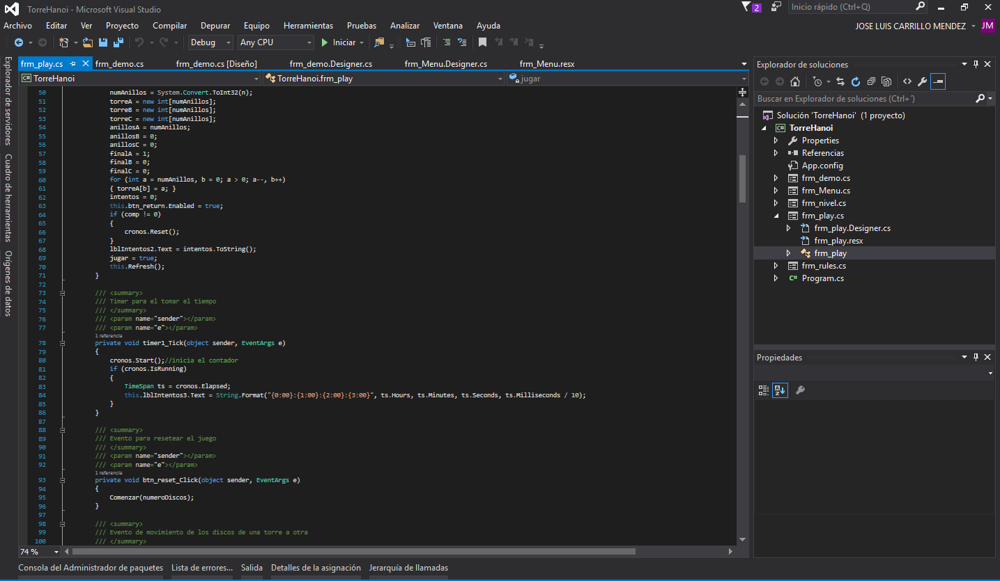 TorreHanoi - Microsoft Visual Studio
2
Inicio rápido (Ctrl+Q)
Archivo Editar Ver Proyecto Compilar Depurar Equipo Herramientas Pruebas Analizar Ventana Ayuda
JOSE LUIS CARRILLO MENDEZ JM
Debug Any CPU Iniciar
Explorador de servidores
Cuadro de herramientas
Orígenes de datos
frm_play.cs frm_demo.cs frm_demo.cs [Diseño] frm_demo.Designer.cs frm_Menu.Designer.cs frm_Menu.resx
C# TorreHanoi TorreHanoi.frm_play jugar
50 numAnillos = System.Convert.ToInt32(n);
51 torreA = new int[numAnillos];
52 torreB = new int[numAnillos];
53 torreC = new int[numAnillos];
54 anillosA = numAnillos;
55 anillosB = 0;
56 anillosC = 0;
57 finalA = 1;
58 finalB = 0;
59 finalC = 0;
60 for (int a = numAnillos, b = 0; a > 0; a--, b++)
61 { torreA[b] = a; }
62 intentos = 0;
63 this.btn_return.Enabled = true;
64 if (comp != 0)
65 {
66 cronos.Reset();
67 }
68 lblIntentos2.Text = intentos.ToString();
69 jugar = true;
70 this.Refresh();
71 }
72
73 /// <summary>
74 /// Timer para el tomar el tiempo
75 /// </summary>
76 /// <param name="sender"></param>
77 /// <param name="e"></param>
1 referencia
78 private void timer1_Tick(object sender, EventArgs e)
79 {
80 cronos.Start();//inicia el contador
81 if (cronos.IsRunning)
82 {
83 TimeSpan ts = cronos.Elapsed;
84 this.lblIntentos3.Text = String.Format("{0:00}:{1:00}:{2:00}:{3:00}", ts.Hours, ts.Minutes, ts.Seconds, ts.Milliseconds / 10);
85 }
86 }
87
88 /// <summary>
89 /// Evento para resetear el juego
90 /// </summary>
91 /// <param name="sender"></param>
92 /// <param name="e"></param>
1 referencia
93 private void btn_reset_Click(object sender, EventArgs e)
94 {
95 Comenzar(numeroDiscos);
96 }
97
98 /// <summary>
99 /// Evento de movimiento de los discos de una torre a otra
100 /// </summary>
74 %
Explorador de soluciones
Buscar en Explorador de soluciones (Ctrl+´)
Solución 'TorreHanoi' (1 proyecto)
C# TorreHanoi
Properties
Referencias
App.config
frm_demo.cs
frm_Menu.cs
frm_nivel.cs
frm_play.cs
frm_play.Designer.cs
frm_play.resx
frm_play
frm_rules.cs
C# Program.cs
Propiedades
Consola del Administrador de paquetes Lista de errores... Salida Detalles de la asignación Jerarquía de llamadas